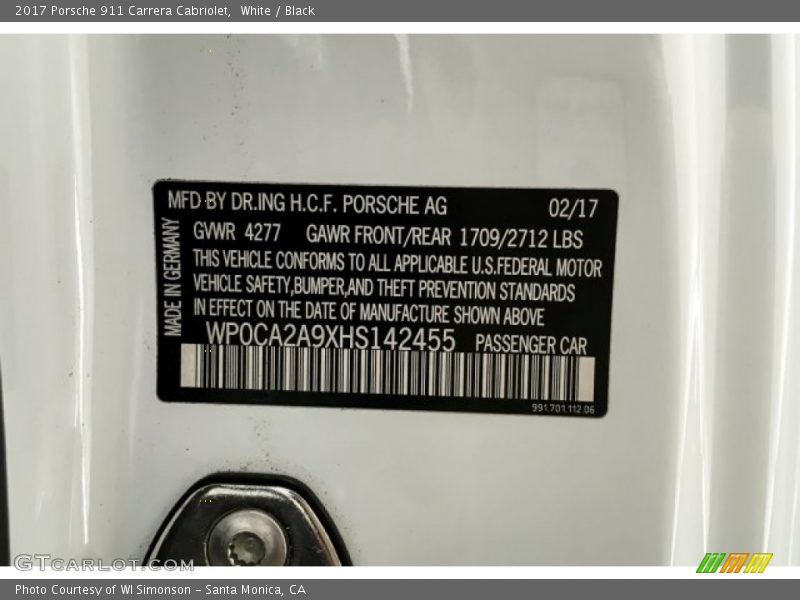 2017 Porsche 911 Carrera Cabriolet,  White / Black
MFD BY DR.ING H.C.F. PORSCHE AG 02/17
GVWR 4277 GAWR FRONT/REAR 1709/2712 LBS
THIS VEHICLE CONFORMS TO ALL APPLICABLE U.S.FEDERAL MOTOR
VEHICLE SAFETY,BUMPER,AND THEFT PREVENTION STANDARDS
IN EFFECT ON THE DATE OF MANUFACTURE SHOWN ABOVE
WP0CA2A9XHS142455 PASSENGER CAR
991.701.112.06
MADE IN GERMANY
GTcarlot.com
Photo Courtesy of WI Simonson - Santa Monica, CA